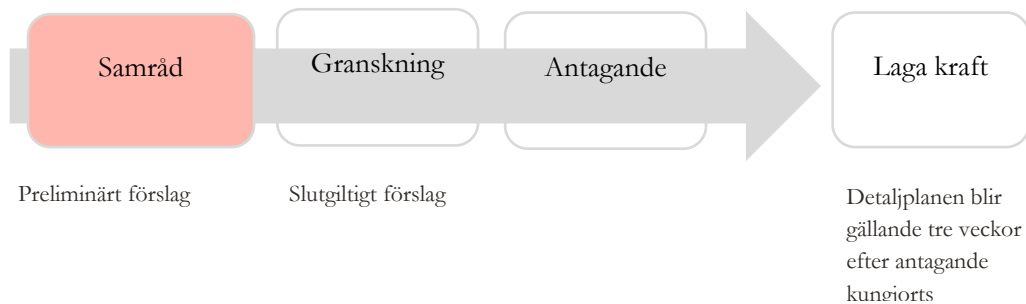 Samråd
Granskning
Antagande
Laga kraft
Preliminärt förslag
Slutgiltigt förslag
Detaljplanen blir
gällande tre veckor
efter antagande
kungjorts